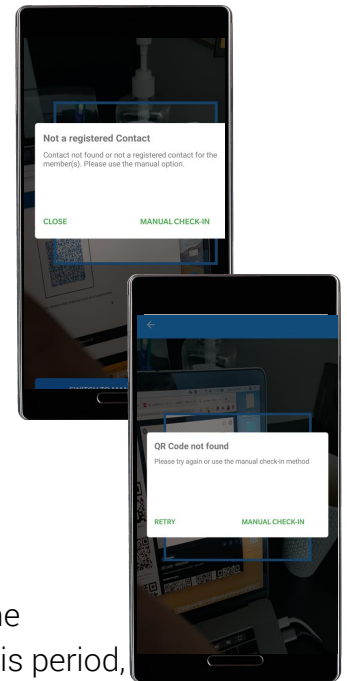 Not a registered Contact
Contact not found or not a registered contact for the
member(s). Please use the manual option.
CLOSE MANUAL CHECK-IN
QR Code not found
Please try again or use the manual check-in method
RETRY MANUAL CHECK-IN
is period,